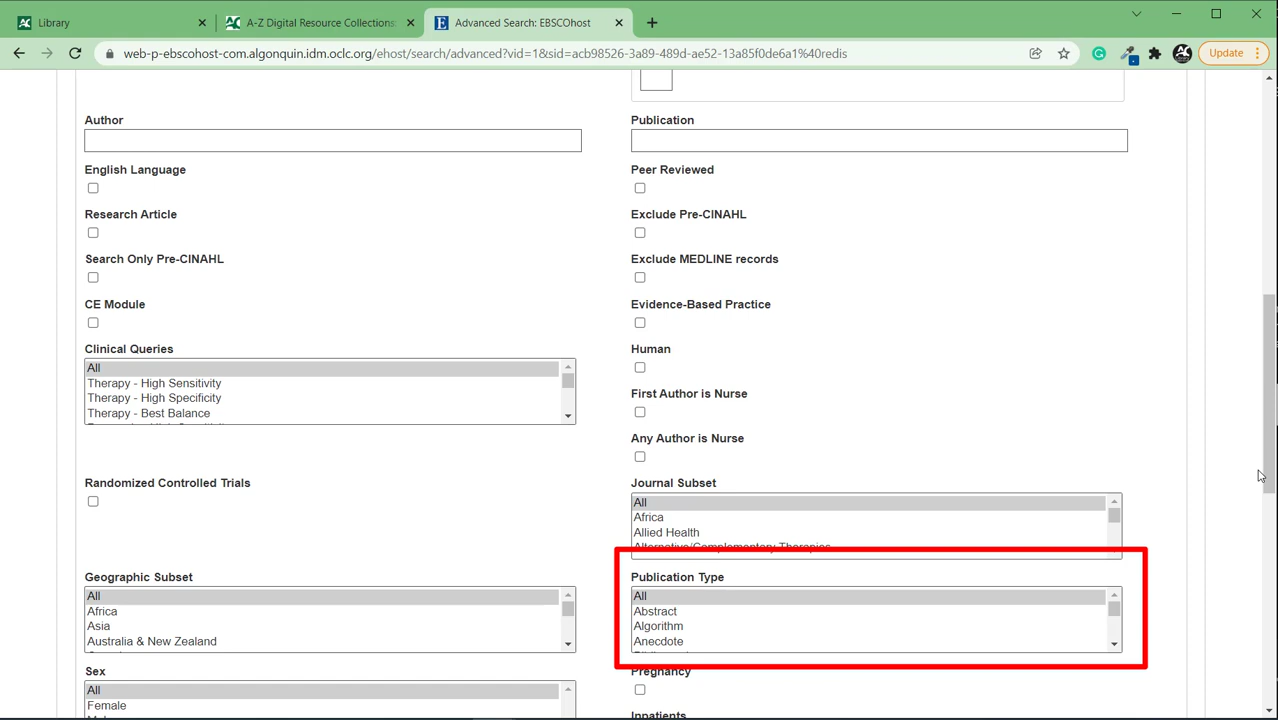 Library
A-Z Digital Resource Collections:
Advanced Search: EBSCOhost
web-p-ebscohost-com.algonquin.idm.oclc.org/ehost/search/advanced?vid=1&sid=acb98526-3a89-489d-ae52-13a85f0de6a1%40redis
Update
Author
Publication
English Language
Peer Reviewed
Research Article
Exclude Pre-CINAHL
Search Only Pre-CINAHL
Exclude MEDLINE records
CE Module
Evidence-Based Practice
Clinical Queries
All
Therapy - High Sensitivity
Therapy - High Specificity
Therapy - Best Balance
Human
First Author is Nurse
Any Author is Nurse
Randomized Controlled Trials
Journal Subset
All
Africa
Allied Health
Alternative/Complementary Therapies
Geographic Subset
All
Africa
Asia
Australia & New Zealand
Publication Type
All
Abstract
Algorithm
Anecdote
Sex
All
Female
Pregnancy
Inpatients